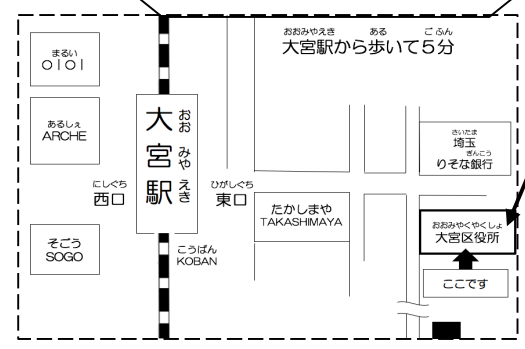 おおみやえき ある ごふん
大宮駅から歩いて5分
まるい
OIOI
あるしぇ
ARCHE
大宮駅
おおみやえき
にしぐち
西口
ひがしぐち
東口
さいたま
埼玉
ぎんこう
りそな銀行
たかしまや
TAKASHIMAYA
おおみやくやくしょ
大宮区役所
そごう
SOGO
こうばん
KOBAN
ここです